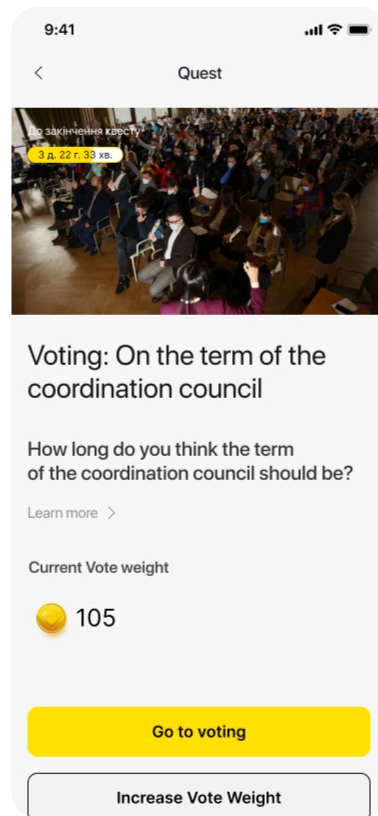 9:41
Quest
До закінчення квесту
3 д. 22 г. 33 хв.
Voting: On the term of the
coordination council
How long do you think the term
of the coordination council should be?
Learn more
Current Vote weight
105
Go to voting
Increase Vote Weight